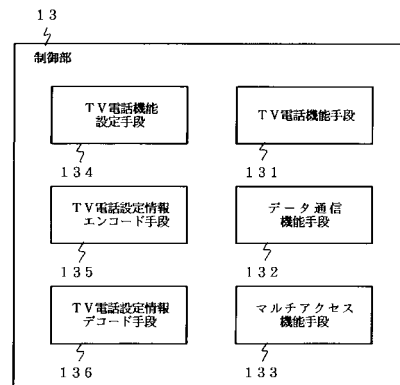 １３
制御部
ＴＶ電話機能
設定手段
１３４
ＴＶ電話機能手段
１３１
ＴＶ電話設定情報
エンコード手段
１３５
データ通信
機能手段
１３２
ＴＶ電話設定情報
デコード手段
１３６
マルチアクセス
機能手段
１３３